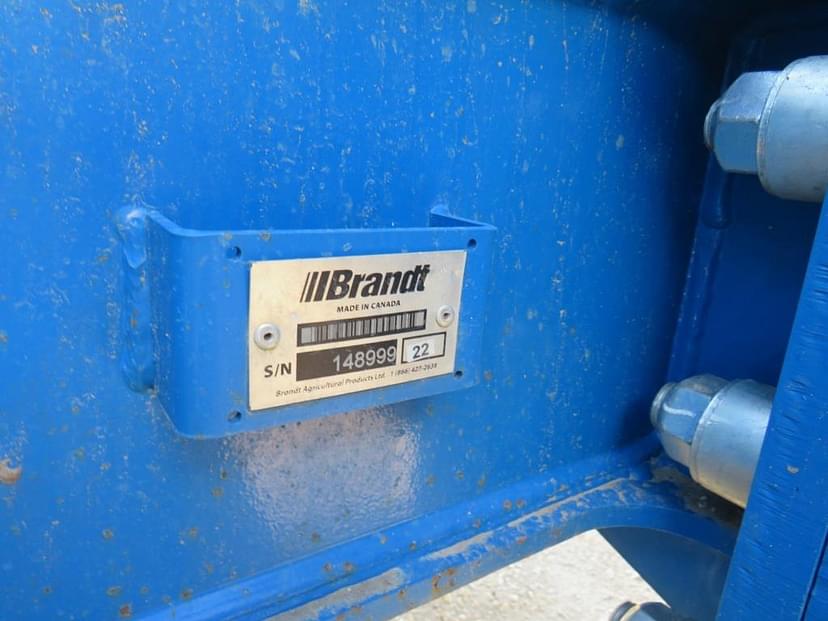 Brandt
MADE IN CANADA
S/N 148999 22
Brandt Agricultural Products Ltd. 1 (866) 427-2638